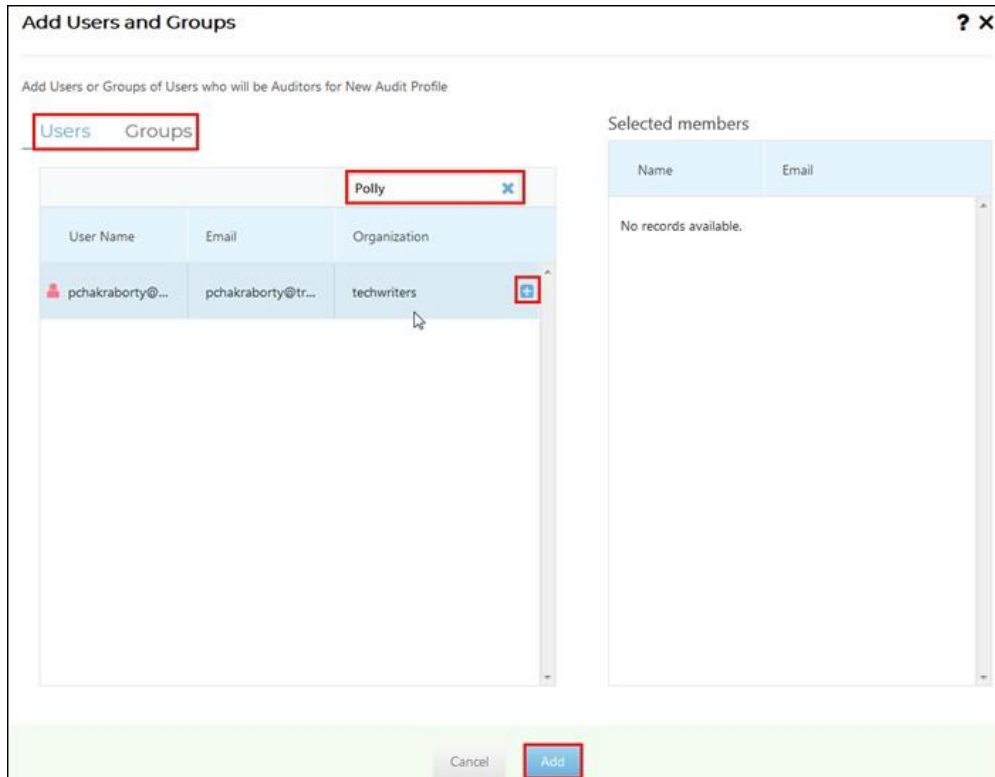 Add Users and Groups
? ×
Add Users or Groups of Users who will be Auditors for New Audit Profile
Users Groups
Polly
User Name Email Organization
pchakraborty@... pchakraborty@tr... techwriters
Selected members
Name Email
No records available.
Cancel Add